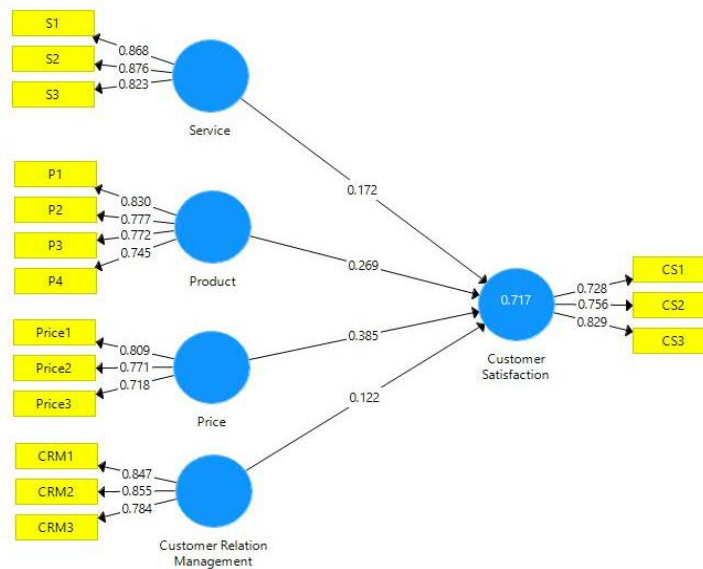 S1
S2
S3
0.868
0.876
0.823
Service
0.172
P1
P2
P3
P4
0.830
0.777
0.772
0.745
Product
0.269
Price1
Price2
Price3
0.809
0.771
0.718
Price
0.385
CRM1
CRM2
CRM3
0.847
0.855
0.784
Customer Relation
Management
0.122
0.717
Customer
Satisfaction
0.728
0.756
0.829
CS1
CS2
CS3